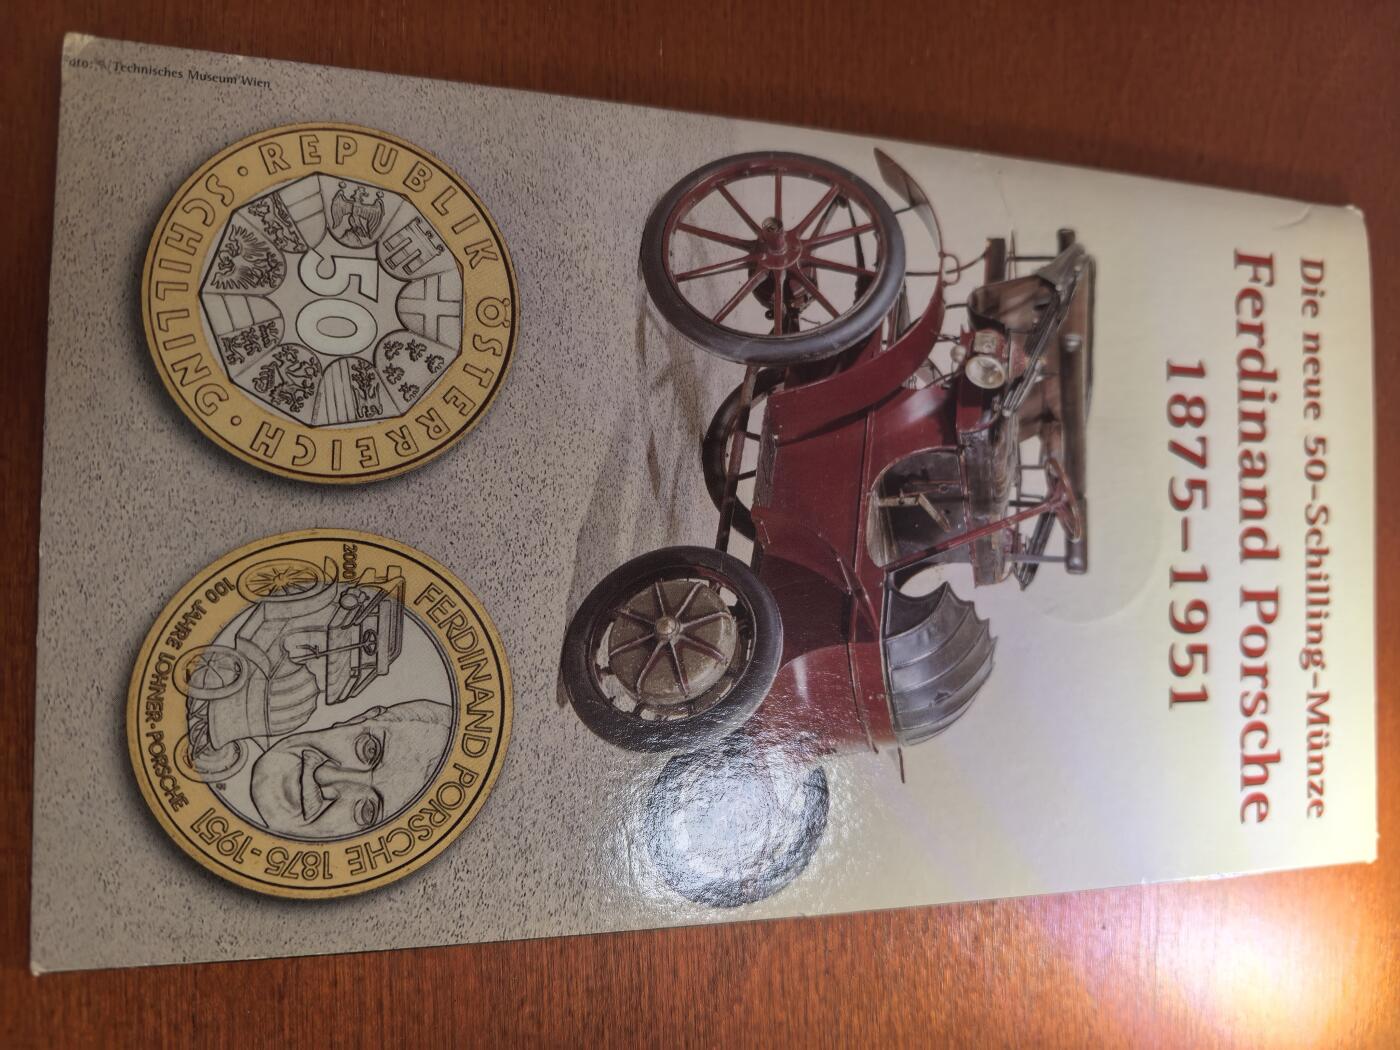 Die neue 50-Schilling-Münze
Ferdinand Porsche
1875–1951
REPUBLIK ÖSTERREICH · SCHILLING ·
50
FERDINAND PORSCHE 1875-1951
2000
100 JAHRE LOHNER-PORSCHE
Technisches Museum Wien